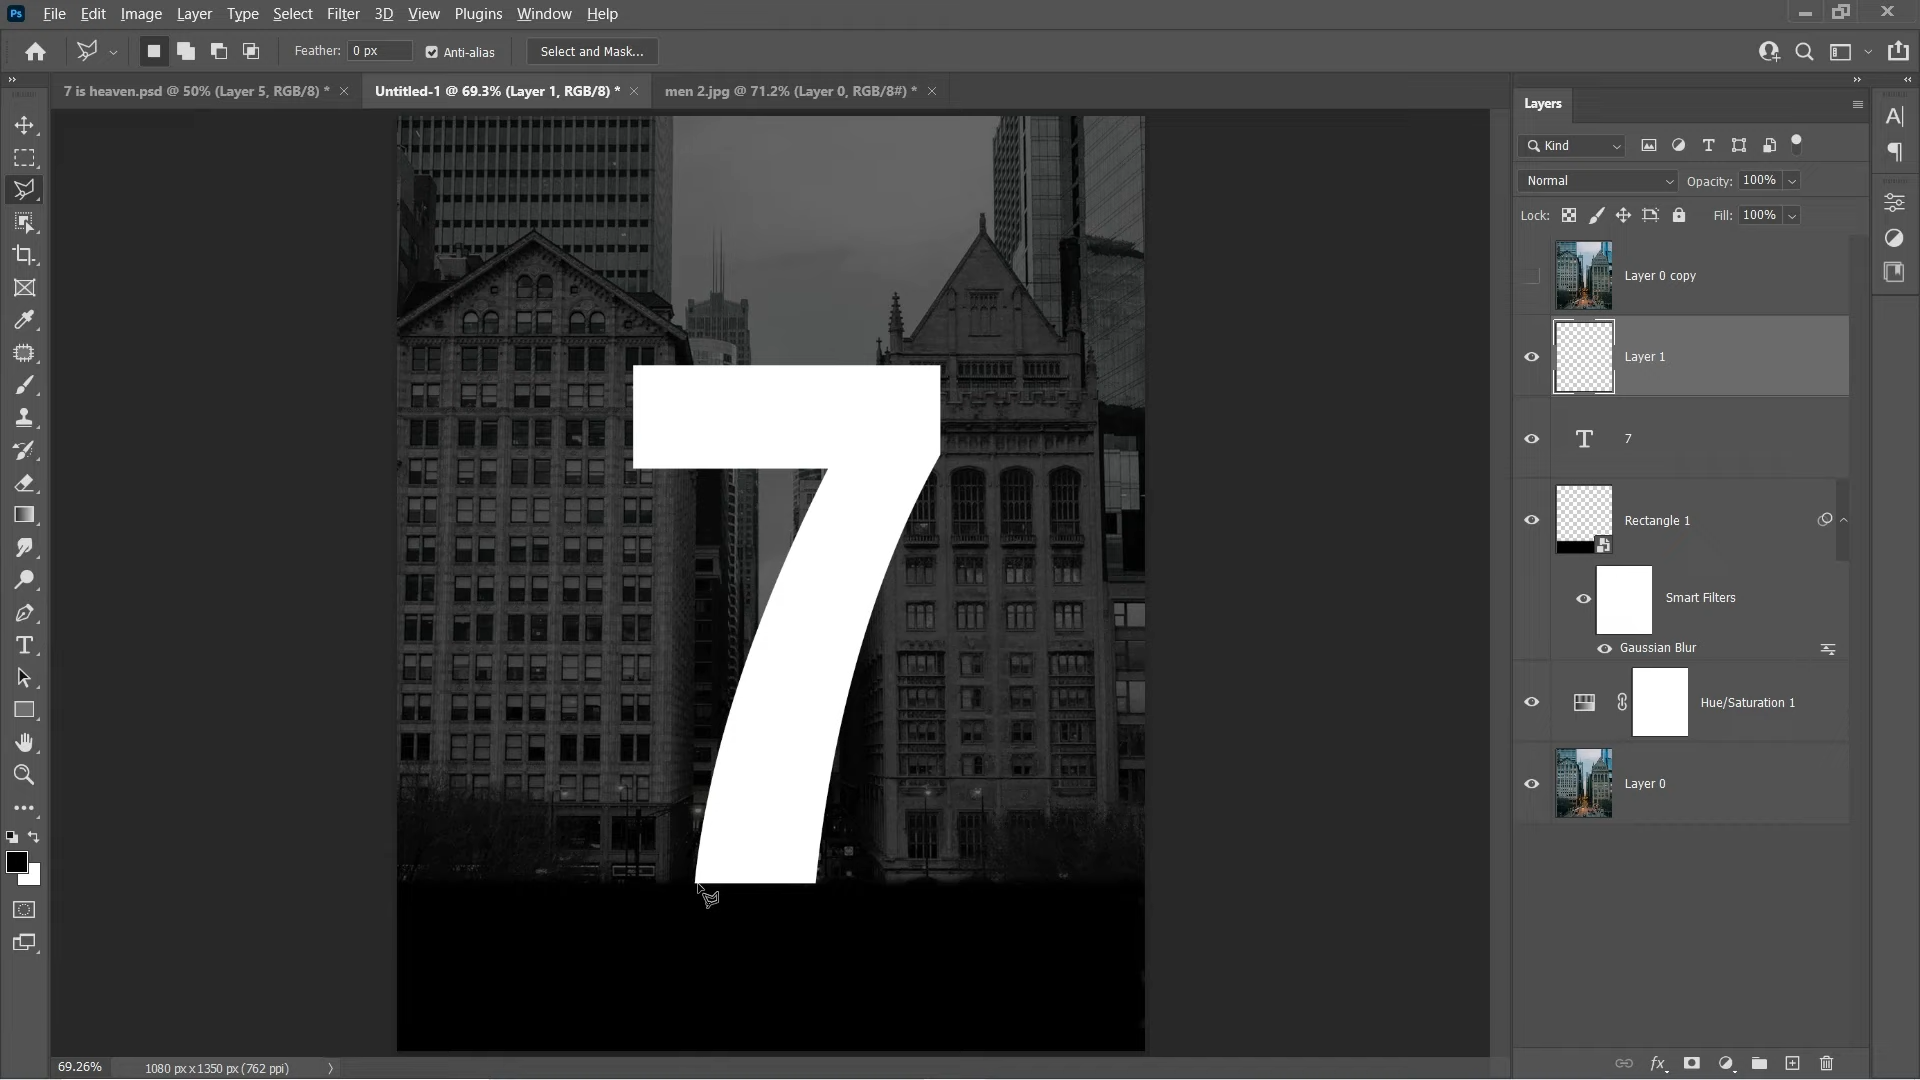 Ps File Edit Image Layer Type Select Filter 3D View Plugins Window Help
Feather: 0 px Anti-alias Select and Mask...
7 is heaven.psd @ 50% (Layer 5, RGB/8) * Untitled-1 @ 69.3% (Layer 1, RGB/8) * men 2.jpg @ 71.2% (Layer 0, RGB/8#) *
Layers
Kind
Normal Opacity: 100%
Lock: Fill: 100%
Layer 0 copy
Layer 1
7
7
Rectangle 1
Smart Filters
Gaussian Blur
Hue/Saturation 1
Layer 0
69.26% 1080 px x 1350 px (762 ppi)